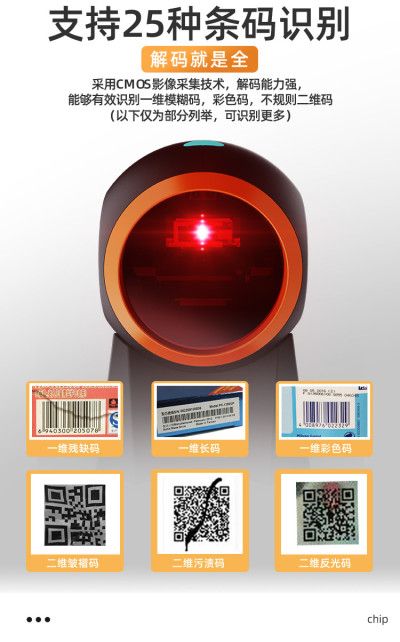 支持25种条码识别
解码就是全
采用CMOS影像采集技术，解码能力强，
能够有效识别一维模糊码，彩色码，不规则二维码
（以下仅为部分列举，可识别更多）
6 940300 205078
4 006976 022329
一维残缺码
一维长码
一维彩色码
二维皱褶码
二维污渍码
二维反光码
chip